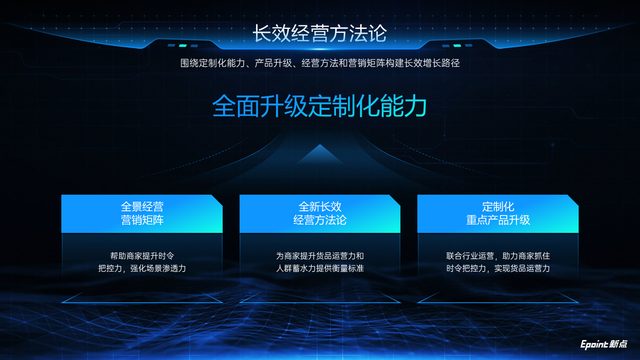 长效经营方法论
围绕定制化能力、产品升级、经营方法和营销矩阵构建长效增长路径
全面升级定制化能力
全景经营
营销矩阵
帮助商家提升时令
把控力，强化场景渗透力
全新长效
经营方法论
为商家提升货品运营力和
人群蓄水力提供衡量标准
定制化
重点产品升级
联合行业运营，助力商家抓住
时令把控力，实现货品运营力
Epoint 新点